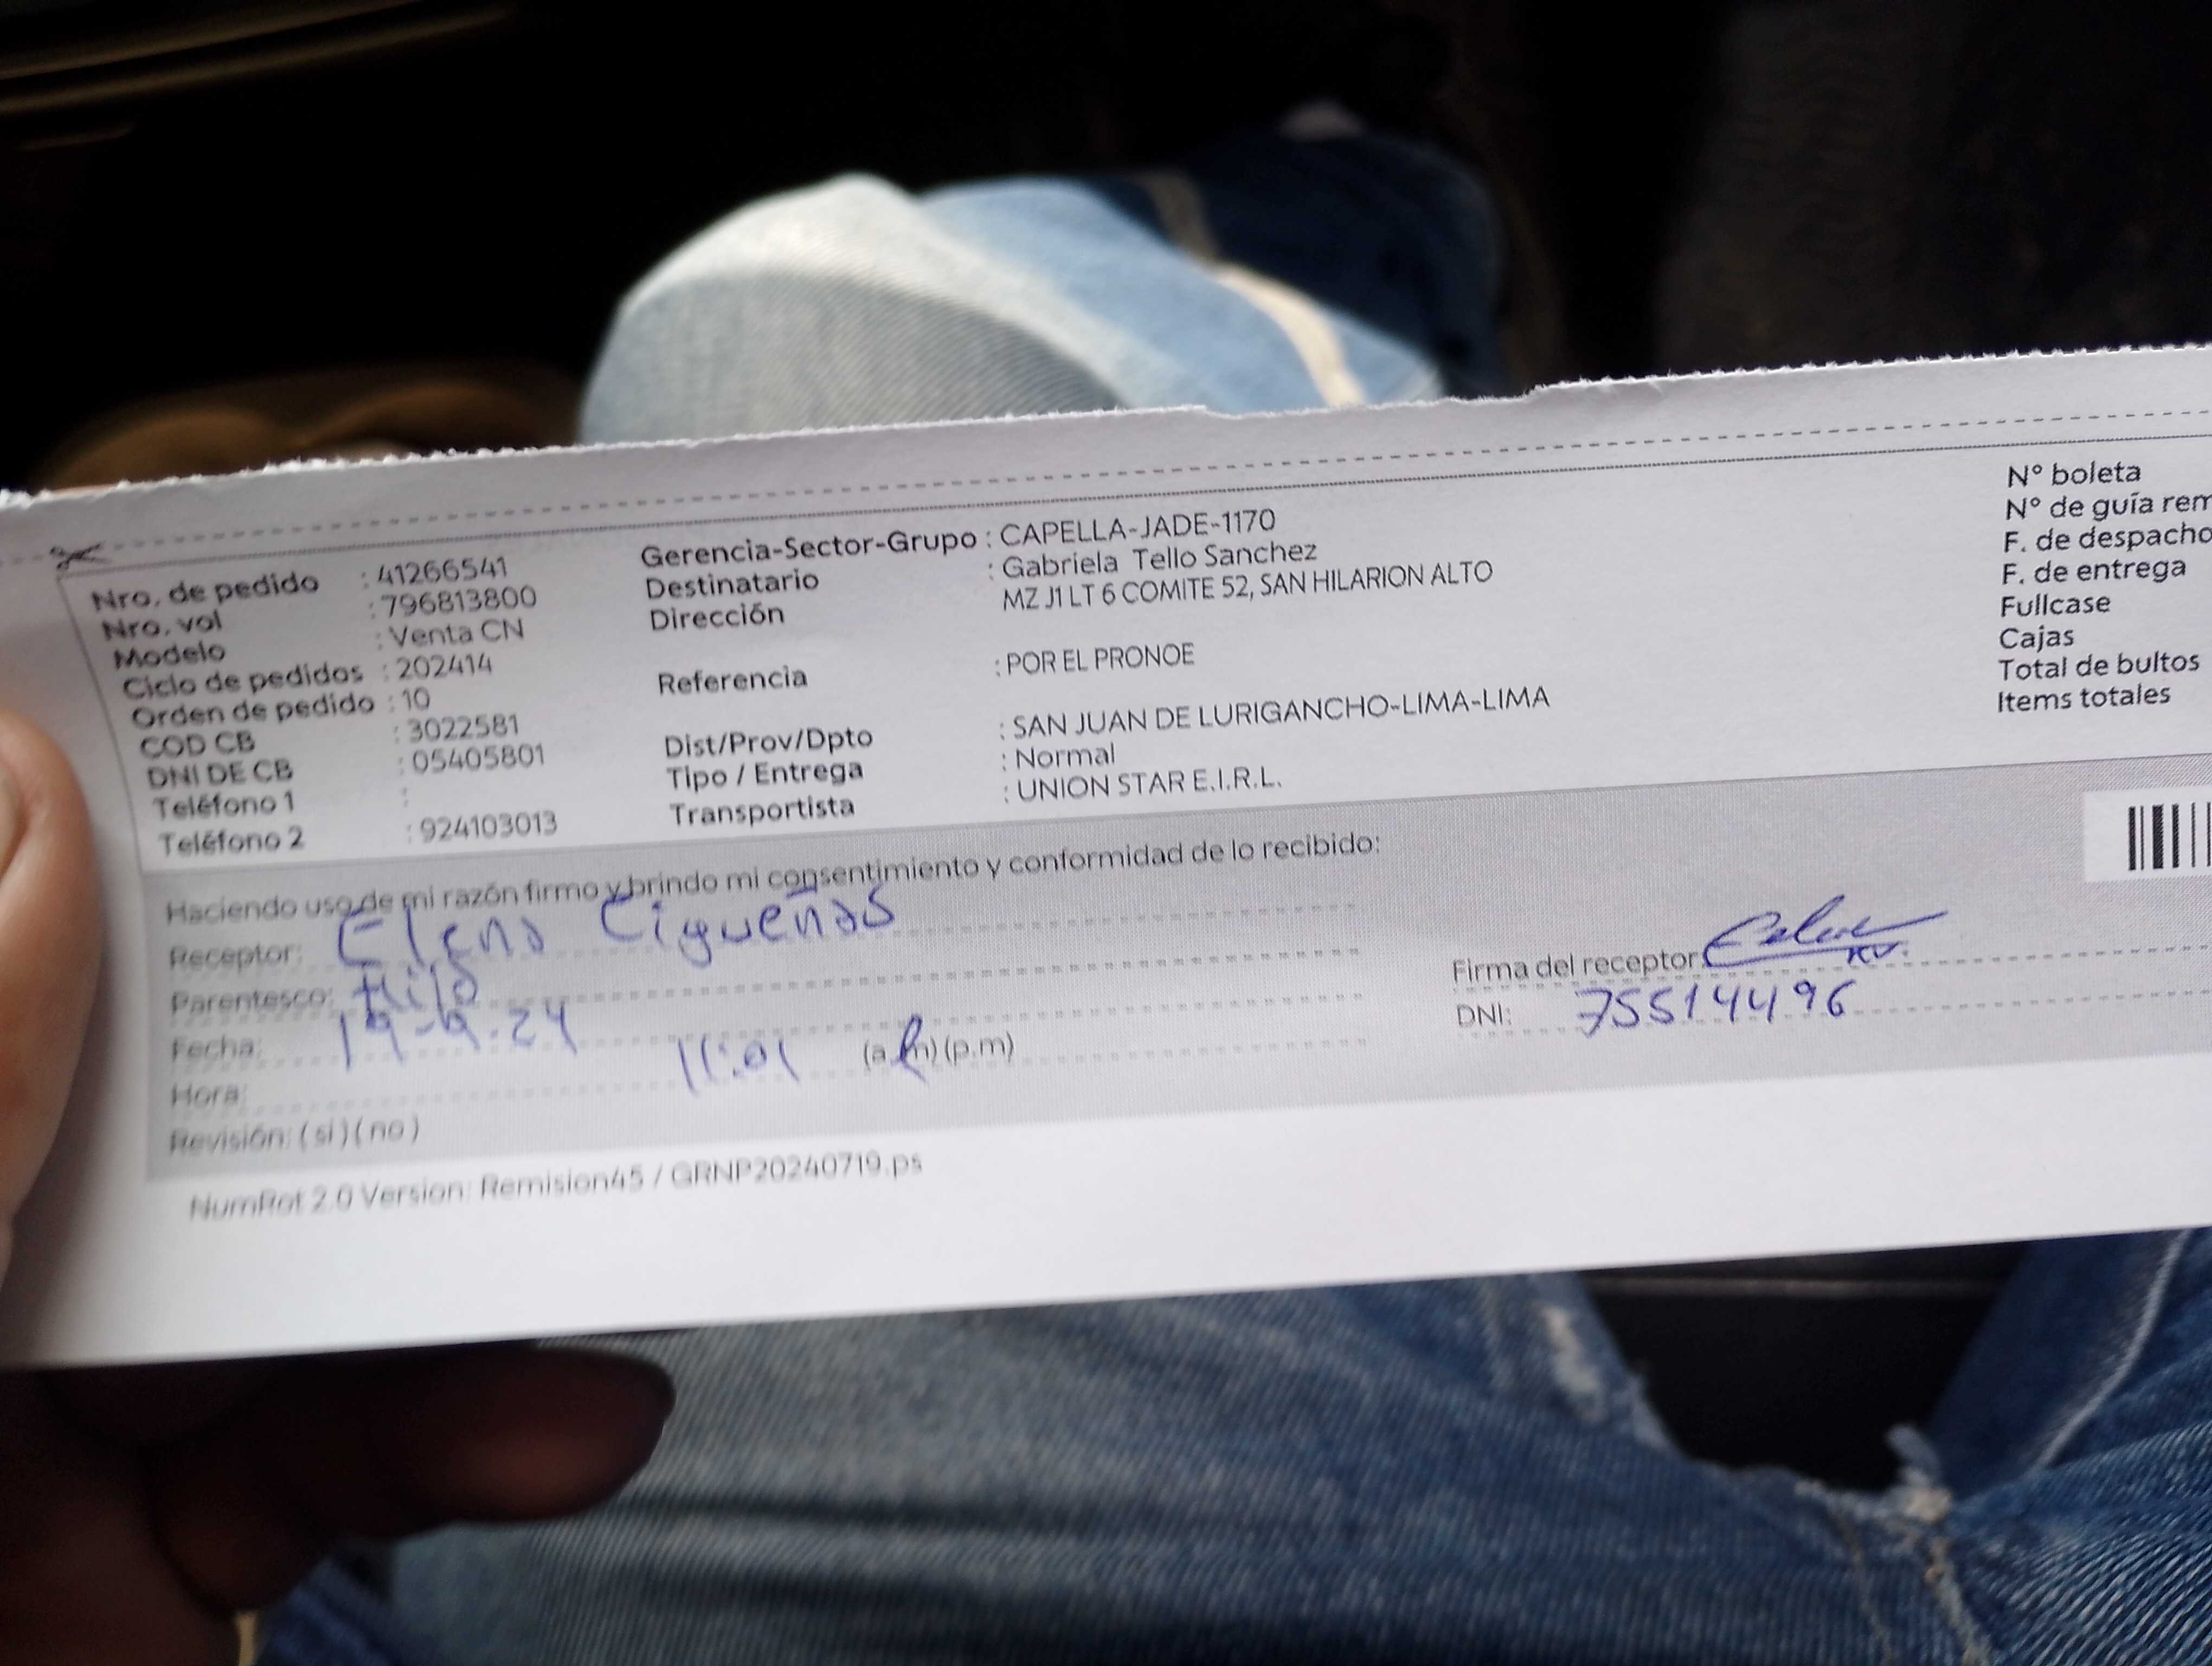 Nro. de pedido : 41266541
Nro. vol : 796813800
Modelo : Venta CN
Ciclo de pedidos : 202414
Orden de pedido : 10
COD CB : 3022581
DNI DE CB : 05405801
Teléfono 1 :
Teléfono 2 : 924103013
Gerencia-Sector-Grupo : CAPELLA-JADE-1170
Destinatario : Gabriela Tello Sanchez
Dirección MZ J1 LT 6 COMITE 52, SAN HILARION ALTO
Referencia : POR EL PRONOE
Dist/Prov/Dpto : SAN JUAN DE LURIGANCHO-LIMA-LIMA
Tipo / Entrega : Normal
Transportista : UNION STAR E.I.R.L.
N° boleta
N° de guía rem
F. de despacho
F. de entrega
Fullcase
Cajas
Total de bultos
Items totales
Haciendo uso de mi razón firmo y brindo mi consentimiento y conformidad de lo recibido:
Receptor: Elena Cigueñas
Parentesco: Hijo
Fecha: 19-9-24
Hora: 11:01 (a.m) (p.m)
Revisión: ( si ) ( no )
Firma del receptor:
DNI: 75514496
NumRot 2.0 Version: Remision45 / GRNP20240719.ps